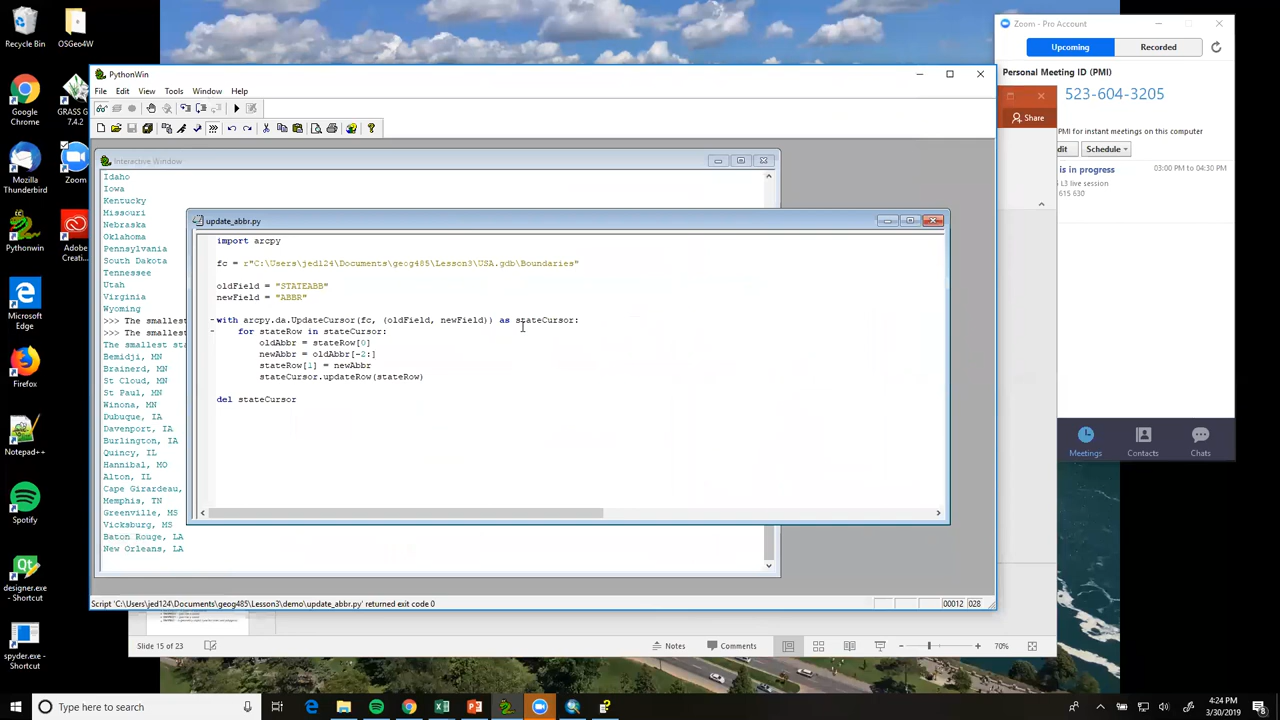 Recycle Bin
OSGeo4W
Google Chrome
GRASS G 7.4.2
Mozilla Thunderbird
Zoom
Pythonwin
Adobe Creati
Internet Explorer
Firefox
Notepad++
Spotify
designer.exe - Shortcut
spyder.exe - Shortcut
PythonWin
File Edit View Tools Window Help
Interactive Window
Idaho
Iowa
Kentucky
Missouri
Nebraska
Oklahoma
Pennsylvania
South Dakota
Tennessee
Utah
Virginia
Wyoming
>>> The smallest
>>> The smallest
The smallest sta
Bemidji, MN
Brainerd, MN
St Cloud, MN
St Paul, MN
Winona, MN
Dubuque, IA
Davenport, IA
Burlington, IA
Quincy, IL
Hannibal, MO
Alton, IL
Cape Girardeau,
Memphis, TN
Greenville, MS
Vicksburg, MS
Baton Rouge, LA
New Orleans, LA
update_abbr.py
import arcpy
fc = r"C:\Users\jed124\Documents\geog485\Lesson3\USA.gdb\Boundaries"
oldField = "STATEABB"
newField = "ABBR"
with arcpy.da.UpdateCursor(fc, (oldField, newField)) as stateCursor:
for stateRow in stateCursor:
oldAbbr = stateRow[0]
newAbbr = oldAbbr[-2:]
stateRow[1] = newAbbr
stateCursor.updateRow(stateRow)
del stateCursor
Script 'C:\Users\jed124\Documents\geog485\Lesson3\demo\update_abbr.py' returned exit code 0
00012 028
Zoom - Pro Account
Upcoming Recorded
Personal Meeting ID (PMI)
523-604-3205
Share
PMI for instant meetings on this computer
dit Schedule
is in progress 03:00 PM to 04:30 PM
L3 live session
615 630
Meetings Contacts Chats
Slide 15 of 23 Notes Comments 70%
Type here to search
4:24 PM
3/30/2019
8